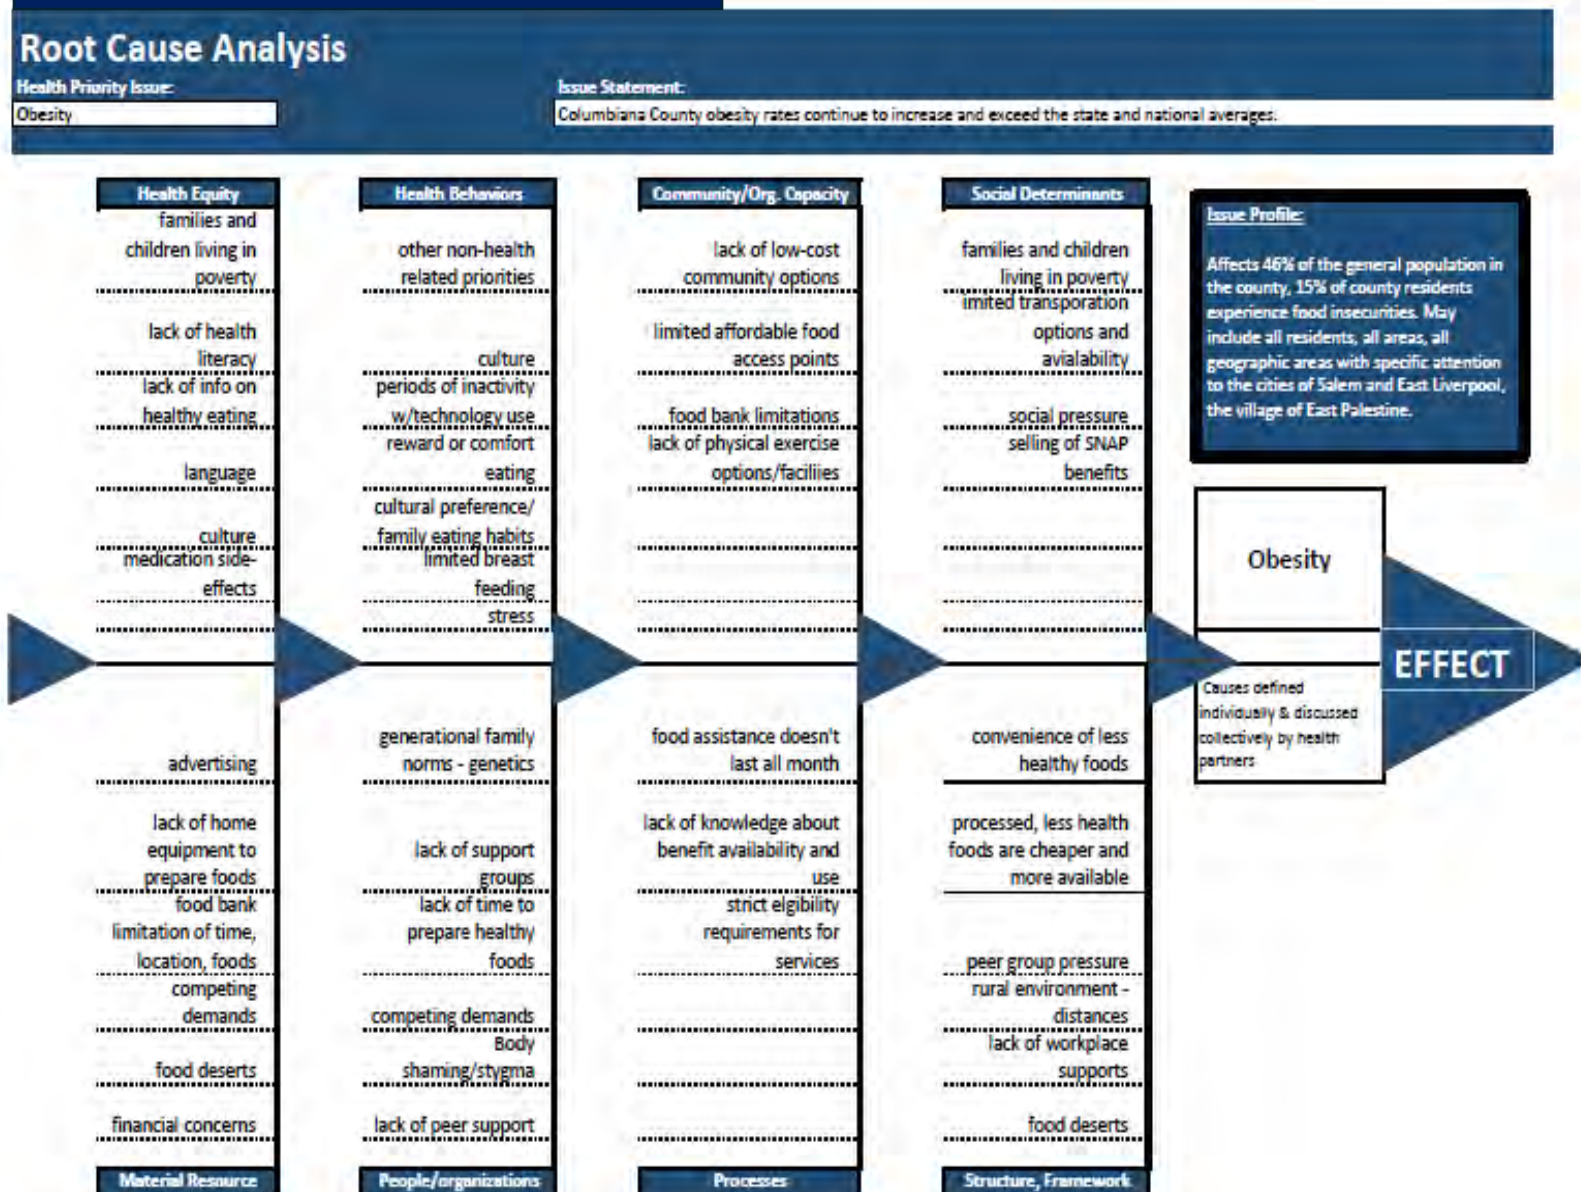 Root Cause Analysis
Health Priority Issue:
Obesity
Issue Statement:
Columbiana County obesity rates continue to increase and exceed the state and national averages.
Health Equity
families and
children living in
poverty
lack of health
literacy
lack of info on
healthy eating
language
culture
medication side-
effects
Health Behaviors
other non-health
related priorities
culture
periods of inactivity
w/technology use
reward or comfort
eating
cultural preference/
family eating habits
limited breast
feeding
stress
Community/Org. Capacity
lack of low-cost
community options
limited affordable food
access points
food bank limitations
lack of physical exercise
options/faciliies
Social Determinants
families and children
living in poverty
imited transporation
options and
avialability
social pressure
selling of SNAP
benefits
Issue Profile:
Affects 46% of the general population in
the county, 15% of county residents
experience food insecurities. May
include all residents, all areas, all
geographic areas with specific attention
to the cities of Salem and East Liverpool,
the village of East Palestine.
Obesity
EFFECT
Causes defined
individually & discussed
collectively by health
partners
advertising
lack of home
equipment to
prepare foods
food bank
limitation of time,
location, foods
competing
demands
food deserts
financial concerns
Material Resource
generational family
norms - genetics
lack of support
groups
lack of time to
prepare healthy
foods
competing demands
Body
shaming/stygma
lack of peer support
People/organizations
food assistance doesn't
last all month
lack of knowledge about
benefit availability and
use
strict elgibility
requirements for
services
Processes
convenience of less
healthy foods
processed, less health
foods are cheaper and
more available
peer group pressure
rural environment -
distances
lack of workplace
supports
food deserts
Structure, Framework